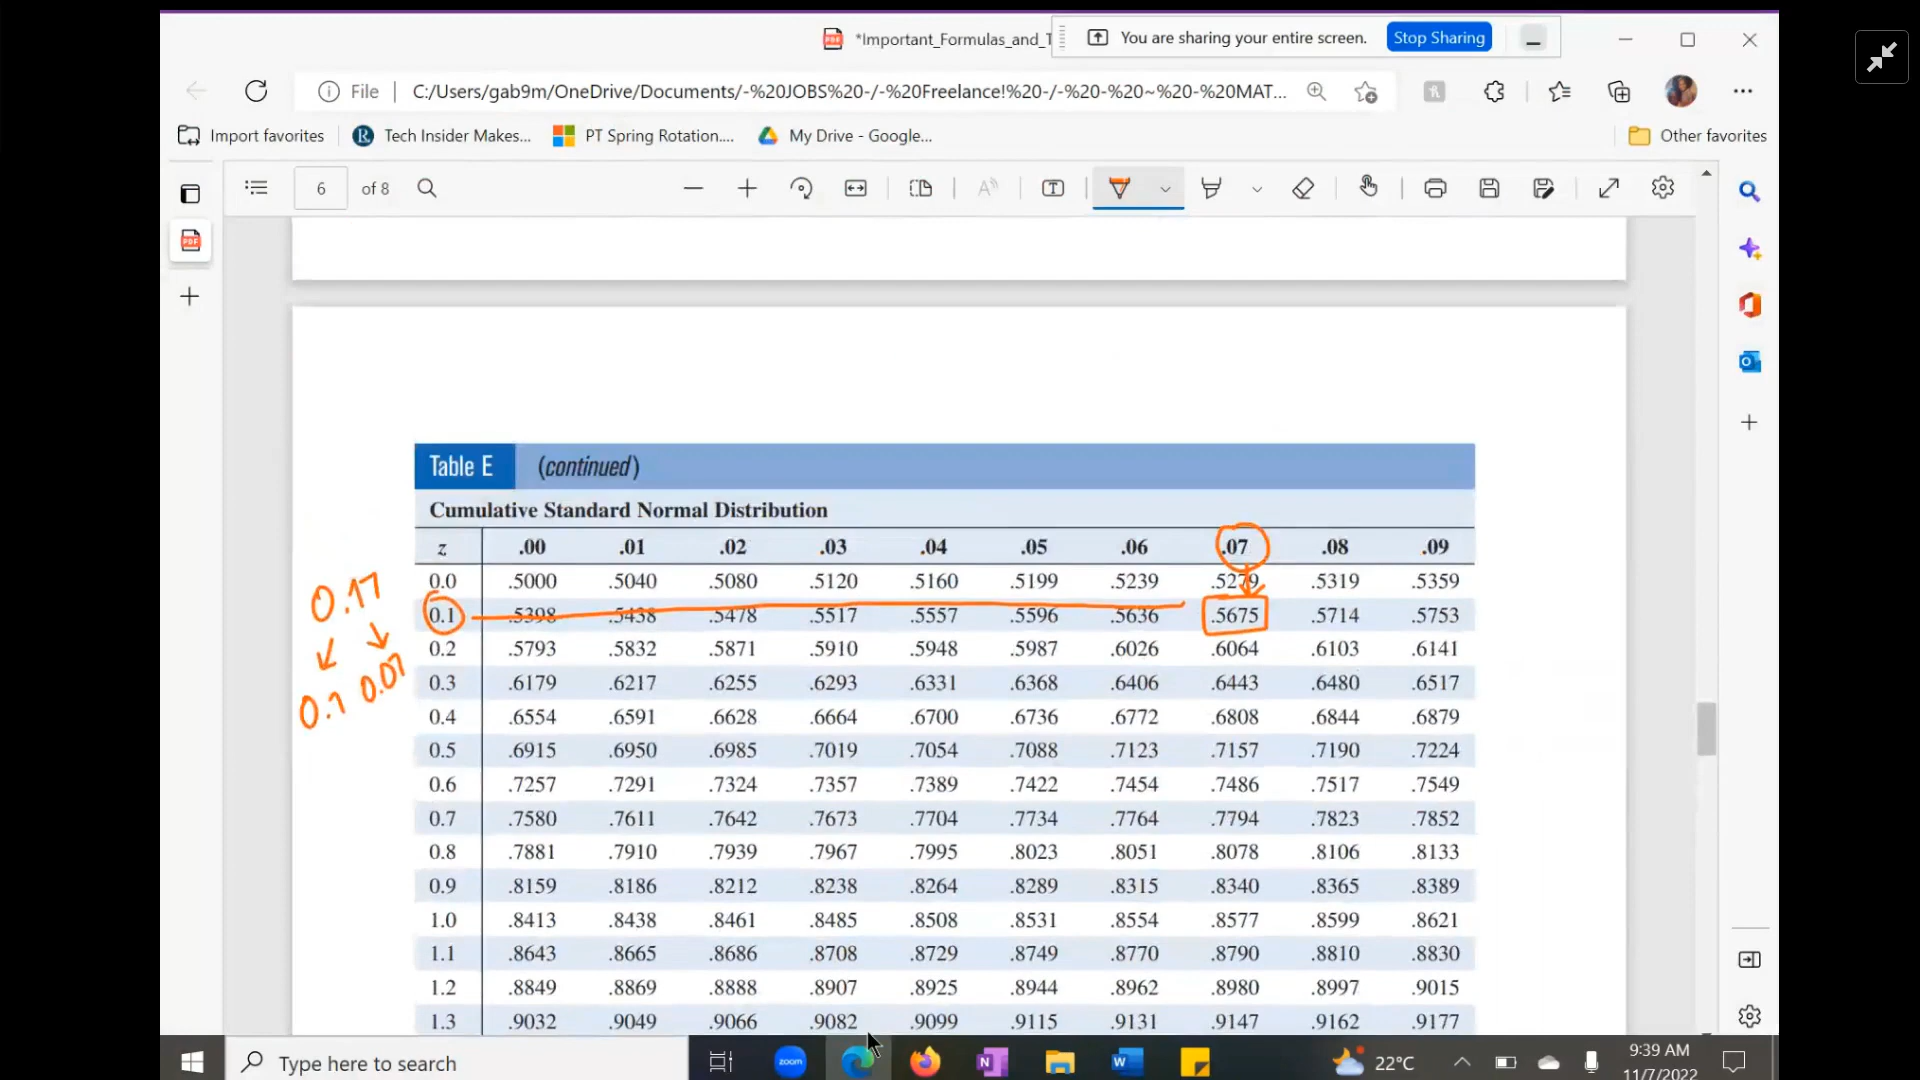 *Important_Formulas_and_T
You are sharing your entire screen.
Stop Sharing
File
C:/Users/gab9m/OneDrive/Documents/-%20JOBS%20-/-%20Freelance!%20-/-%20-%20~%20-%20MAT...
Import favorites
Tech Insider Makes...
PT Spring Rotation....
My Drive - Google...
Other favorites
6 of 8
Table E (continued)
Cumulative Standard Normal Distribution
z .00 .01 .02 .03 .04 .05 .06 .07 .08 .09
0.0 .5000 .5040 .5080 .5120 .5160 .5199 .5239 .5279 .5319 .5359
0.1 .5398 .5438 .5478 .5517 .5557 .5596 .5636 .5675 .5714 .5753
0.2 .5793 .5832 .5871 .5910 .5948 .5987 .6026 .6064 .6103 .6141
0.3 .6179 .6217 .6255 .6293 .6331 .6368 .6406 .6443 .6480 .6517
0.4 .6554 .6591 .6628 .6664 .6700 .6736 .6772 .6808 .6844 .6879
0.5 .6915 .6950 .6985 .7019 .7054 .7088 .7123 .7157 .7190 .7224
0.6 .7257 .7291 .7324 .7357 .7389 .7422 .7454 .7486 .7517 .7549
0.7 .7580 .7611 .7642 .7673 .7704 .7734 .7764 .7794 .7823 .7852
0.8 .7881 .7910 .7939 .7967 .7995 .8023 .8051 .8078 .8106 .8133
0.9 .8159 .8186 .8212 .8238 .8264 .8289 .8315 .8340 .8365 .8389
1.0 .8413 .8438 .8461 .8485 .8508 .8531 .8554 .8577 .8599 .8621
1.1 .8643 .8665 .8686 .8708 .8729 .8749 .8770 .8790 .8810 .8830
1.2 .8849 .8869 .8888 .8907 .8925 .8944 .8962 .8980 .8997 .9015
1.3 .9032 .9049 .9066 .9082 .9099 .9115 .9131 .9147 .9162 .9177
0.17
0.1 0.07
Type here to search
zoom
22°C
9:39 AM
11/7/2022